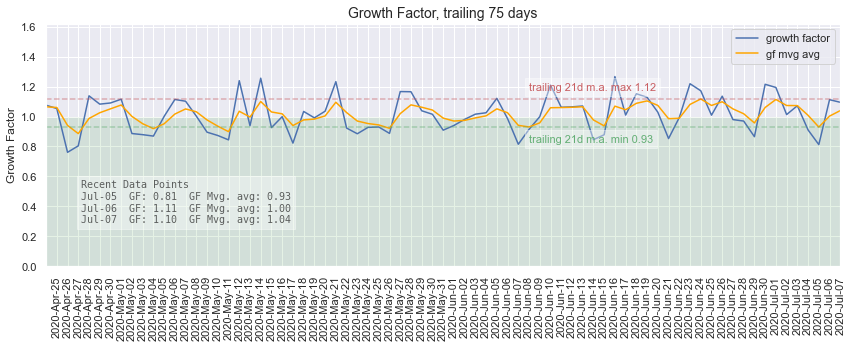 Growth Factor, trailing 75 days
Growth Factor
1.6
1.4
1.2
1.0
0.8
0.6
0.4
0.2
0.0
growth factor
gf mvg avg
trailing 21d m.a. max 1.12
trailing 21d m.a. min 0.93
Recent Data Points
Jul-05  GF: 0.81  GF Mvg. avg: 0.93
Jul-06  GF: 1.11  GF Mvg. avg: 1.00
Jul-07  GF: 1.10  GF Mvg. avg: 1.04
2020-Apr-25
2020-Apr-26
2020-Apr-27
2020-Apr-28
2020-Apr-29
2020-Apr-30
2020-May-01
2020-May-02
2020-May-03
2020-May-04
2020-May-05
2020-May-06
2020-May-07
2020-May-08
2020-May-09
2020-May-10
2020-May-11
2020-May-12
2020-May-13
2020-May-14
2020-May-15
2020-May-16
2020-May-17
2020-May-18
2020-May-19
2020-May-20
2020-May-21
2020-May-22
2020-May-23
2020-May-24
2020-May-25
2020-May-26
2020-May-27
2020-May-28
2020-May-29
2020-May-30
2020-May-31
2020-Jun-01
2020-Jun-02
2020-Jun-03
2020-Jun-04
2020-Jun-05
2020-Jun-06
2020-Jun-07
2020-Jun-08
2020-Jun-09
2020-Jun-10
2020-Jun-11
2020-Jun-12
2020-Jun-13
2020-Jun-14
2020-Jun-15
2020-Jun-16
2020-Jun-17
2020-Jun-18
2020-Jun-19
2020-Jun-20
2020-Jun-21
2020-Jun-22
2020-Jun-23
2020-Jun-24
2020-Jun-25
2020-Jun-26
2020-Jun-27
2020-Jun-28
2020-Jun-29
2020-Jun-30
2020-Jul-01
2020-Jul-02
2020-Jul-03
2020-Jul-04
2020-Jul-05
2020-Jul-06
2020-Jul-07